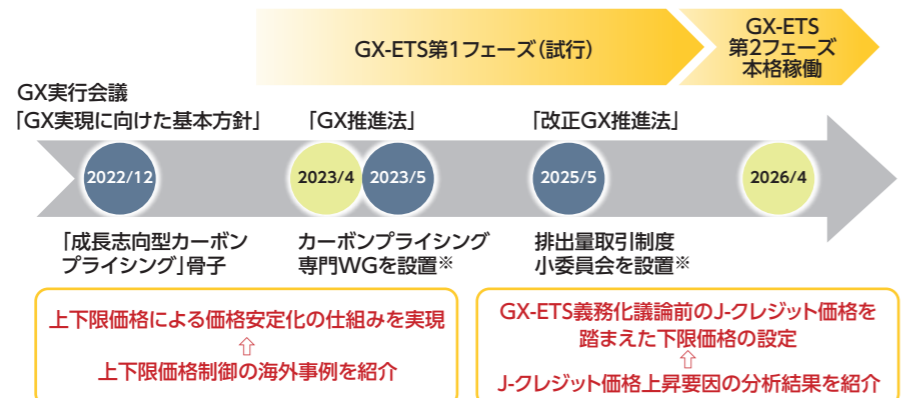 GX-ETS第1フェーズ（試行）
GX-ETS
第2フェーズ
本格稼働
GX実行会議
「GX実現に向けた基本方針」
「GX推進法」
「改正GX推進法」
2022/12
2023/4
2023/5
2025/5
2026/4
「成長志向型カーボン
プライシング」骨子
カーボンプライシング
専門WGを設置※
排出量取引制度
小委員会を設置※
上下限価格による価格安定化の仕組みを実現
⇧
上下限価格制御の海外事例を紹介
GX-ETS義務化議論前のJ-クレジット価格を
踏まえた下限価格の設定
⇧
J-クレジット価格上昇要因の分析結果を紹介